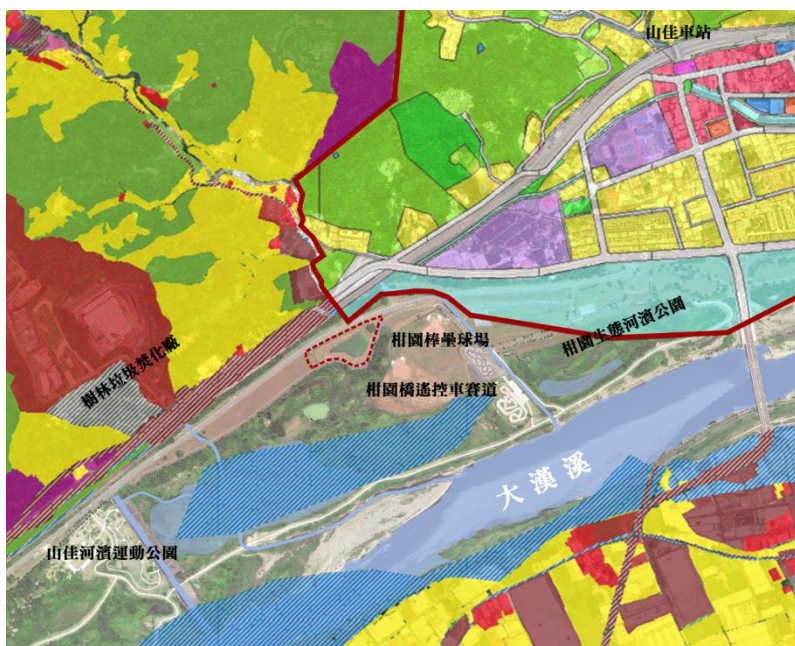 山佳車站
柑園棒壘球場
柑園生態河濱公園
樹林垃圾焚化廠
柑園橋遙控車賽道
大漢溪
山佳河濱運動公園